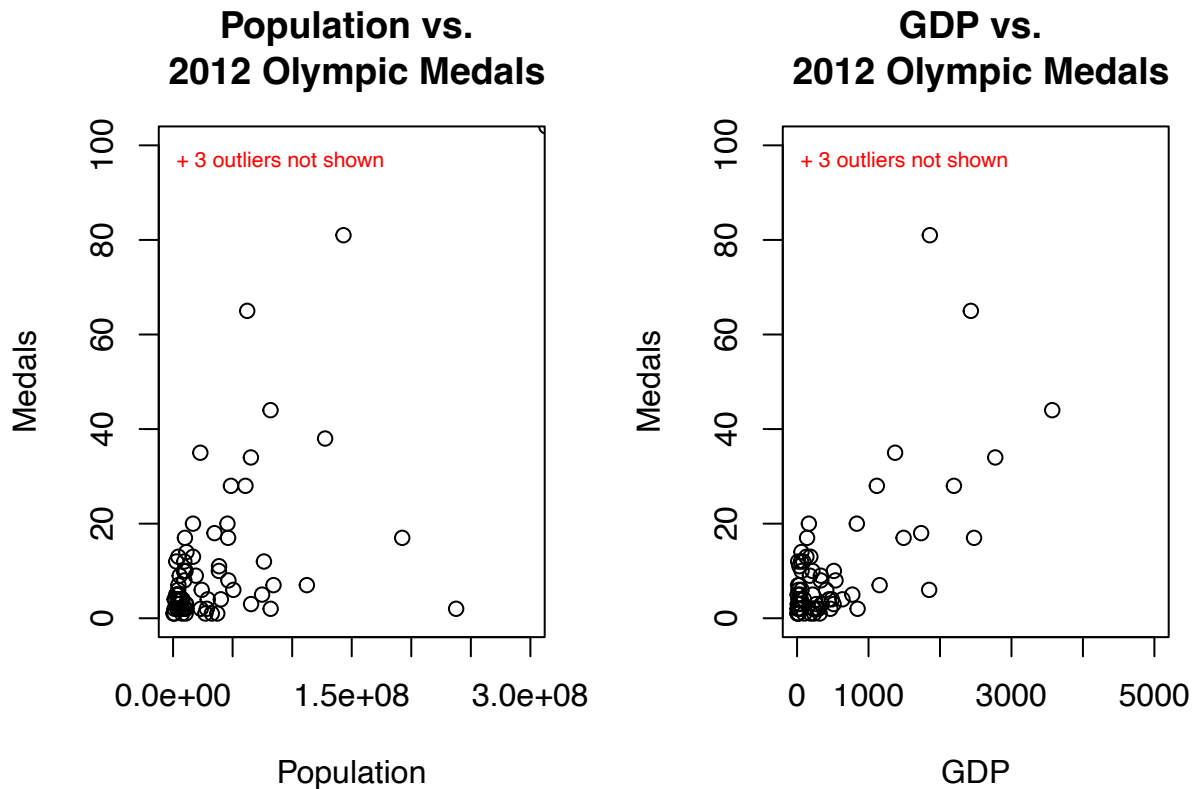 Population vs.
2012 Olympic Medals
+ 3 outliers not shown
Medals
0
20
40
60
80
100
0.0e+00 1.5e+08 3.0e+08
Population
GDP vs.
2012 Olympic Medals
+ 3 outliers not shown
Medals
0
20
40
60
80
100
0 1000 3000 5000
GDP